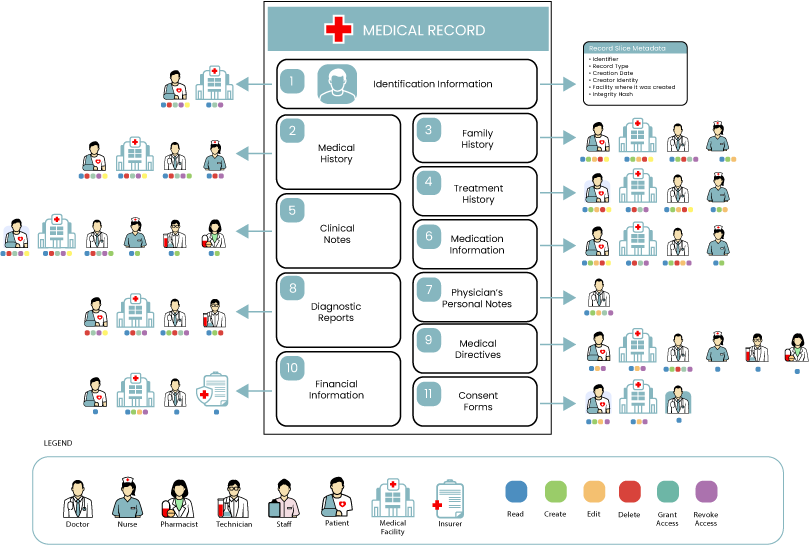 MEDICAL RECORD
1
Identification Information
Record Slice Metadata
• Identifier
• Record Type
• Creation Date
• Creator Identity
• Facility where it was created
• Integrity Hash
2
Medical
History
3
Family
History
4
Treatment
History
5
Clinical
Notes
6
Medication
Information
8
Diagnostic
Reports
7
Physician's
Personal Notes
9
Medical
Directives
10
Financial
Information
11
Consent
Forms
LEGEND
Doctor
Nurse
Pharmacist
Technician
Staff
Patient
Medical
Facility
Insurer
Read
Create
Edit
Delete
Grant
Access
Revoke
Access